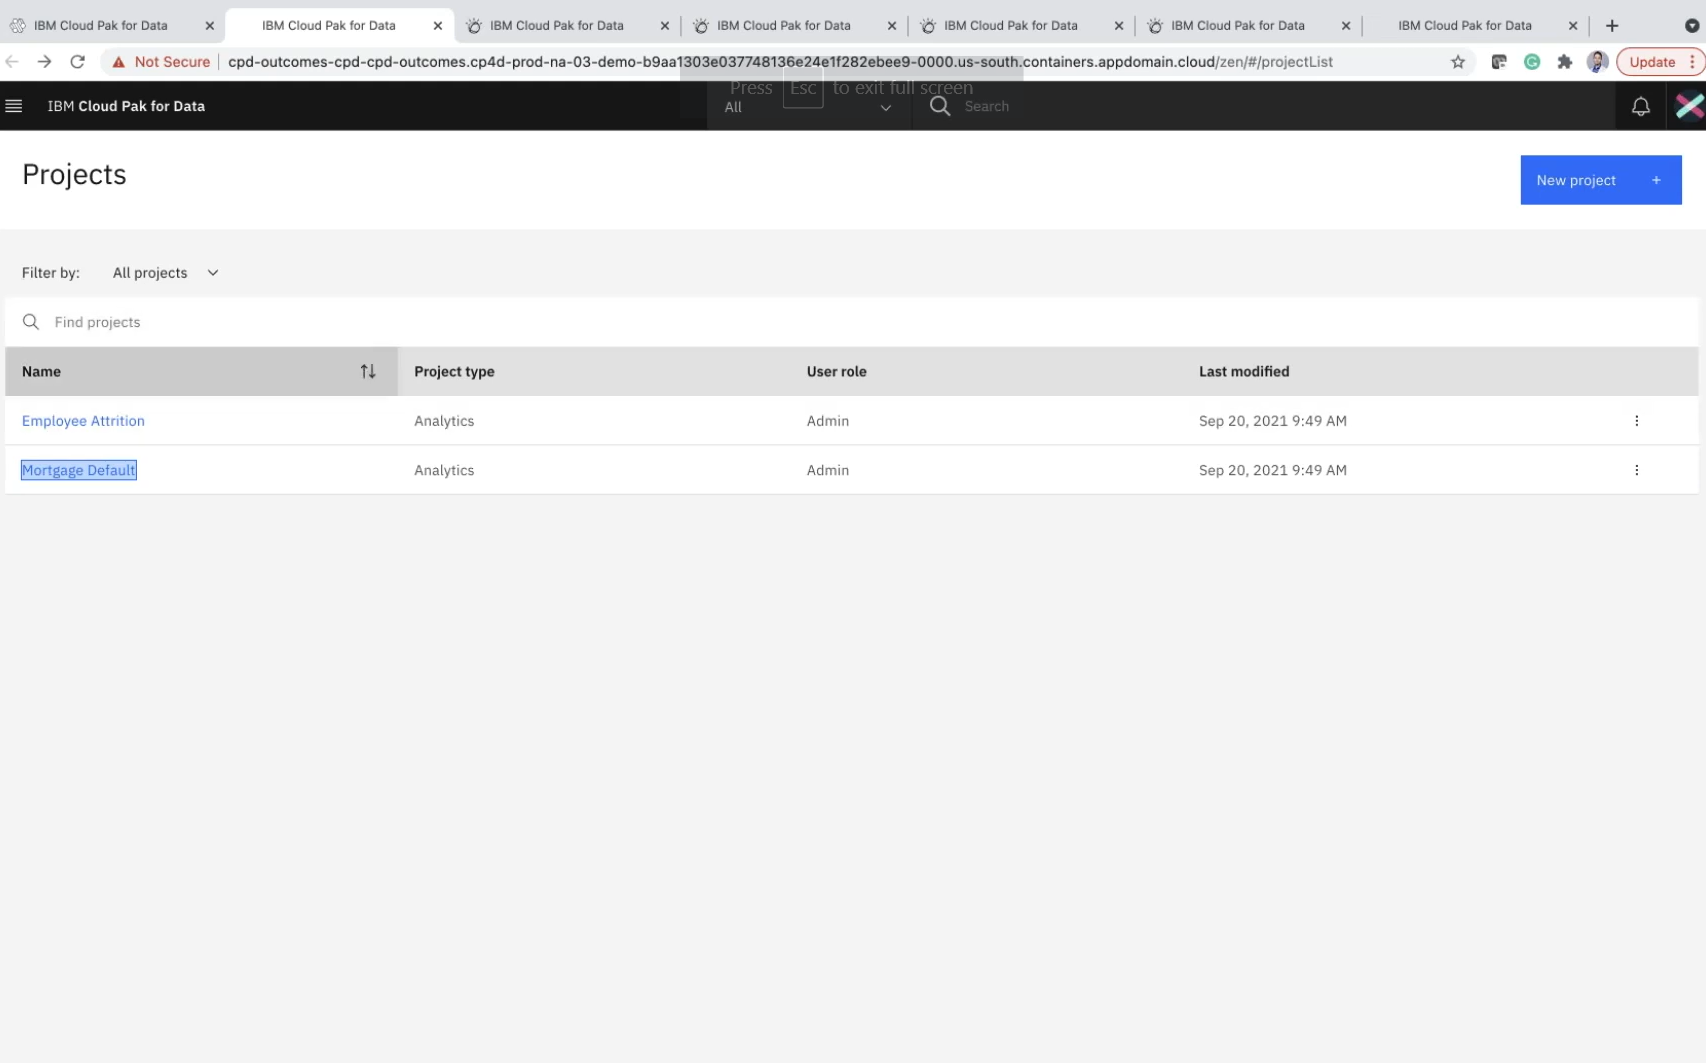 IBM Cloud Pak for Data IBM Cloud Pak for Data IBM Cloud Pak for Data IBM Cloud Pak for Data IBM Cloud Pak for Data IBM Cloud Pak for Data IBM Cloud Pak for Data
Not Secure cpd-outcomes-cpd-cpd-outcomes.cp4d-prod-na-03-demo-b9aa1303e037748136e24e1f282ebee9-0000.us-south.containers.appdomain.cloud/zen/#/projectList Update
Press Esc to exit full screen
IBM Cloud Pak for Data All Search
Projects
New project +
Filter by: All projects
Find projects
Name Project type User role Last modified
Employee Attrition Analytics Admin Sep 20, 2021 9:49 AM
Mortgage Default Analytics Admin Sep 20, 2021 9:49 AM